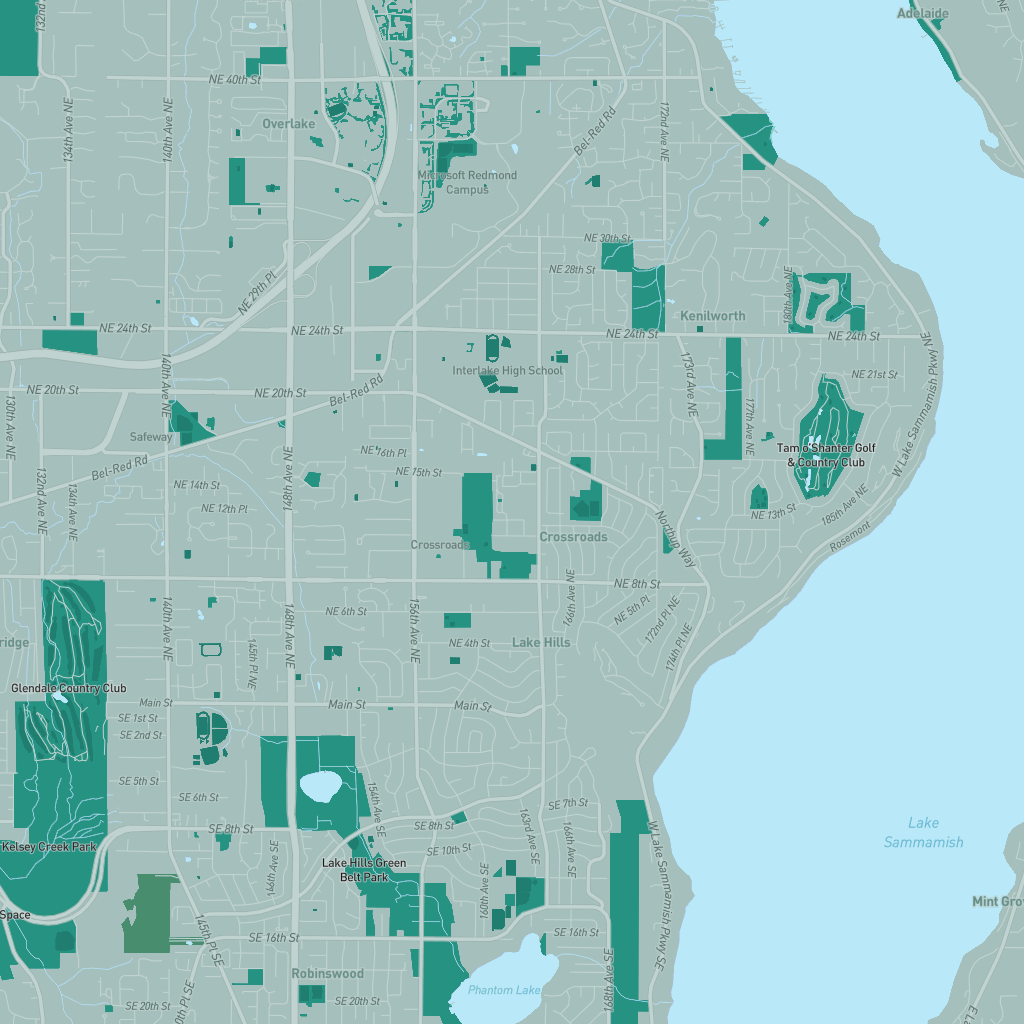 132nd
Adelaide
NE 40th St
134th Ave NE
140th Ave NE
Overlake
Bel-Red Rd
172nd Ave NE
Microsoft Redmond
Campus
NE 30th St
NE 28th St
NE 29th Pl
180th Ave NE
Kenilworth
NE 24th St
NE 24th St
NE 24th St
NE 24th St
W Lake Sammamish Pkwy NE
140th Ave NE
Interlake High School
173rd Ave NE
NE 21st St
NE 20th St
NE 20th St
Bel-Red Rd
130th Ave NE
177th Ave NE
Safeway
NE 16th Pl
Tam o'Shanter Golf
& Country Club
Bel-Red Rd
148th Ave NE
NE 15th St
132nd Ave NE
134th Ave NE
NE 14th St
NE 12th Pl
NE 13th St
185th Ave NE
Northup Way
Rosemont
Crossroads
Crossroads
NE 8th St
166th Ave NE
140th Ave NE
148th Ave NE
156th Ave NE
NE 6th St
NE 5th Pl
172nd Pl NE
174th Pl NE
ridge
145th Pl NE
NE 4th St
Lake Hills
Glendale Country Club
Main St
Main St
Main St
SE 1st St
SE 2nd St
SE 5th St
SE 6th St
154th Ave SE
SE 7th St
SE 8th St
SE 8th St
163rd Ave SE
166th Ave SE
W Lake Sammamish Pkwy SE
Lake
Sammamish
Kelsey Creek Park
146th Ave SE
SE 10th St
Lake Hills Green
Belt Park
160th Ave SE
Mint Gro
Space
145th Pl SE
SE 16th St
SE 16th St
Robinswood
168th Ave SE
Phantom Lake
SE 20th St
SE 20th St
0th Pl SE
E La